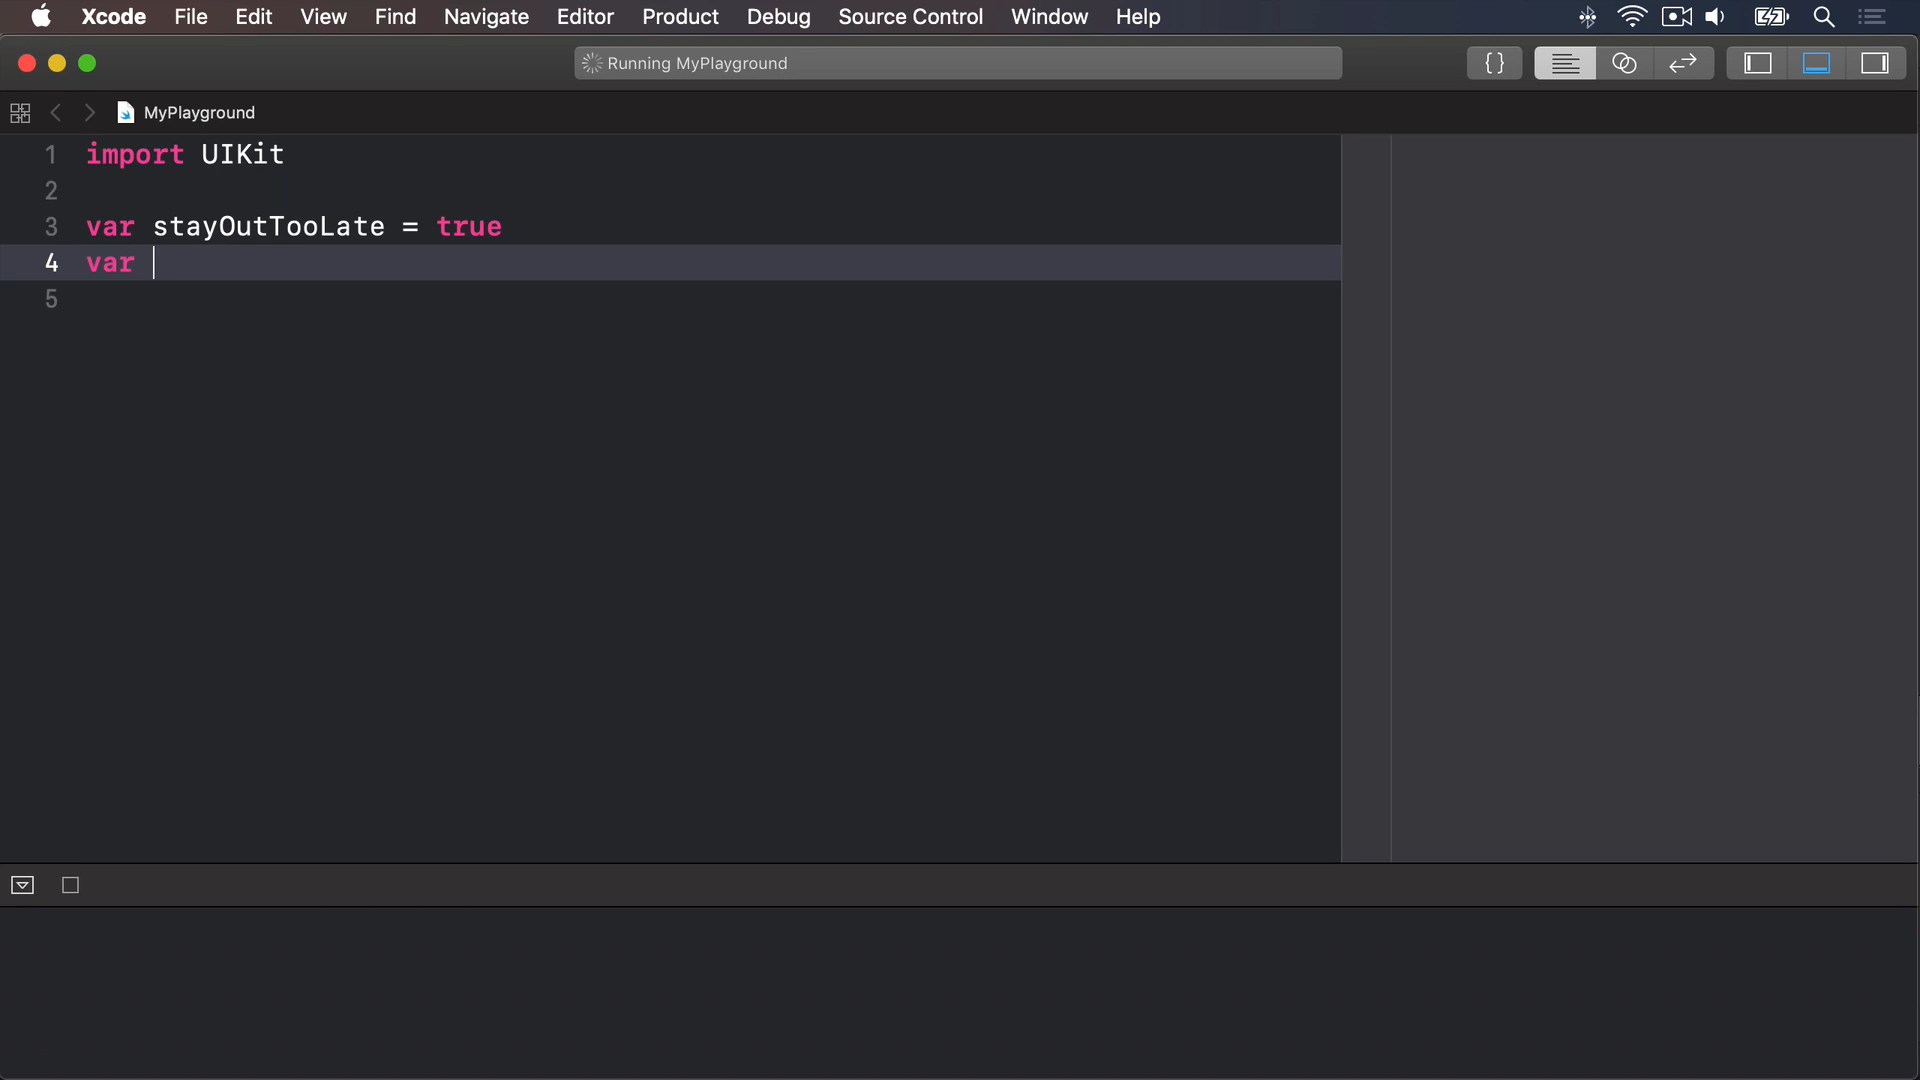 Xcode File Edit View Find Navigate Editor Product Debug Source Control Window Help
Running MyPlayground
{}
MyPlayground
1 import UIKit
2
3 var stayOutTooLate = true
4 var
5